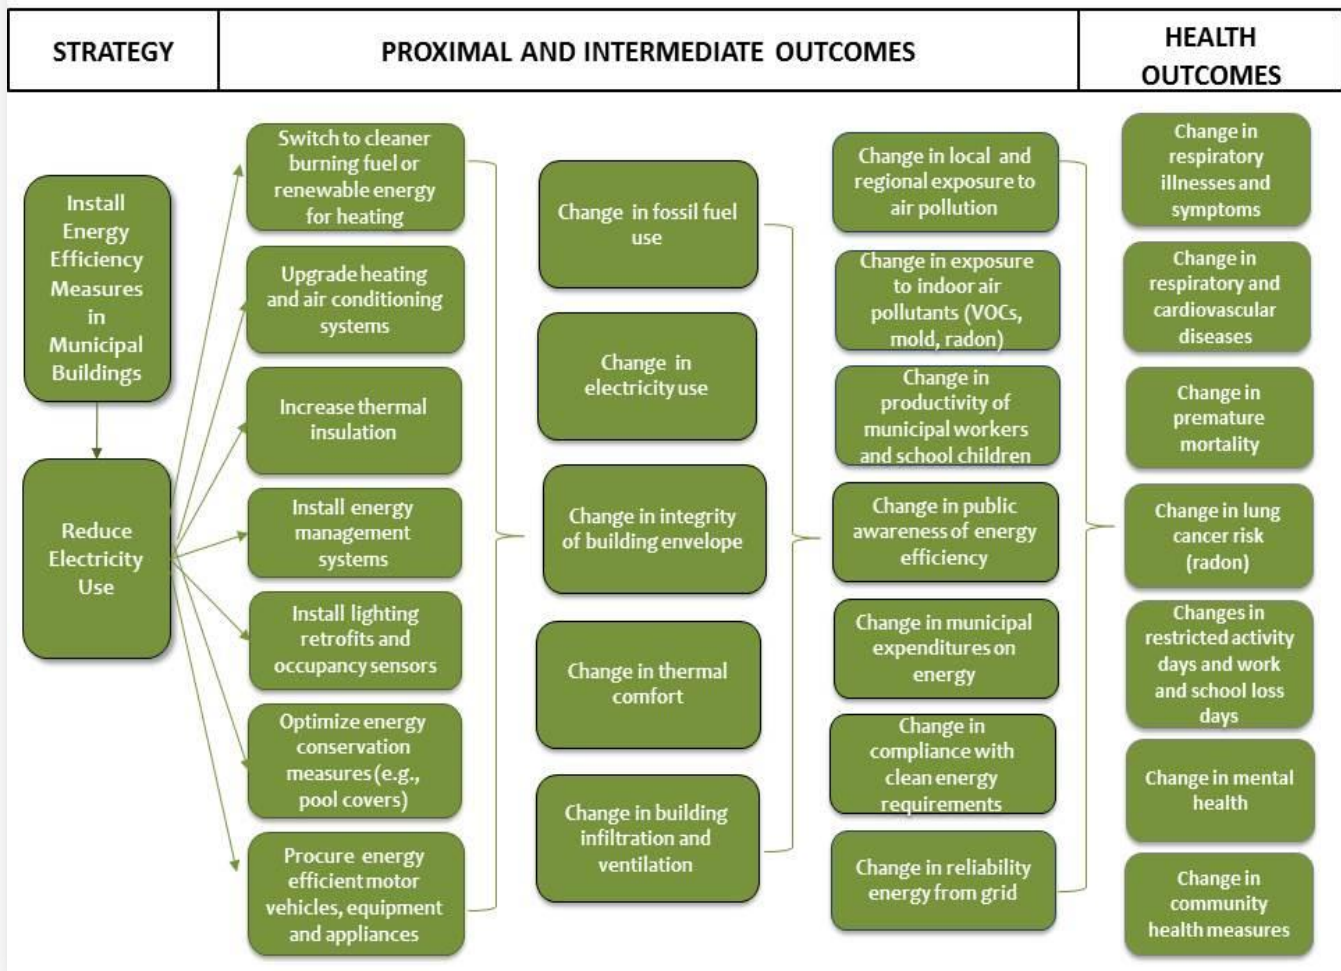 STRATEGY
PROXIMAL AND INTERMEDIATE OUTCOMES
HEALTH
OUTCOMES
Install
Energy
Efficiency
Measures
in
Municipal
Buildings
Reduce
Electricity
Use
Switch to cleaner
burning fuel or
renewable energy
for heating
Upgrade heating
and air conditioning
systems
Increase thermal
insulation
Install energy
management
systems
Install lighting
retrofits and
occupancy sensors
Optimize energy
conservation
measures (e.g.,
pool covers)
Procure energy
efficient motor
vehicles, equipment
and appliances
Change in fossil fuel
use
Change in
electricity use
Change in integrity
of building envelope
Change in thermal
comfort
Change in building
infiltration and
ventilation
Change in local and
regional exposure to
air pollution
Change in exposure
to indoor air
pollutants (VOCs,
mold, radon)
Change in
productivity of
municipal workers
and school children
Change in public
awareness of energy
efficiency
Change in municipal
expenditures on
energy
Change in
compliance with
clean energy
requirements
Change in reliability
energy from grid
Change in
respiratory
illnesses and
symptoms
Change in
respiratory and
cardiovascular
diseases
Change in
premature
mortality
Change in lung
cancer risk
(radon)
Changes in
restricted activity
days and work
and school loss
days
Change in mental
health
Change in
community
health measures